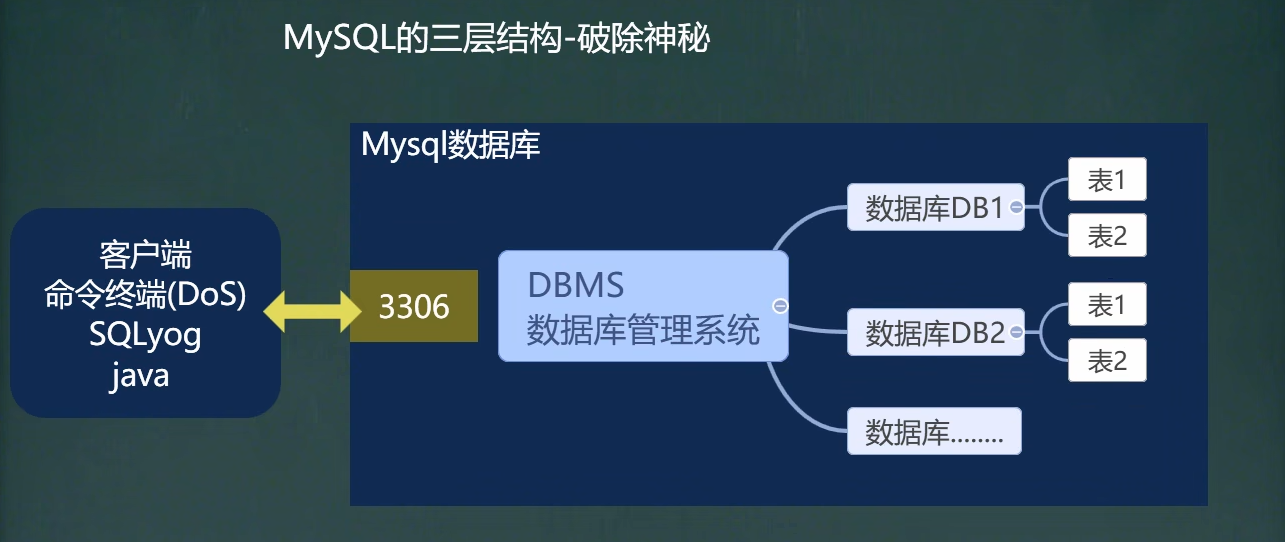 MySQL的三层结构-破除神秘
Mysql数据库
客户端
命令终端(DoS)
SQLyog
java
3306
DBMS
数据库管理系统
数据库DB1
表1
表2
数据库DB2
表1
表2
数据库........